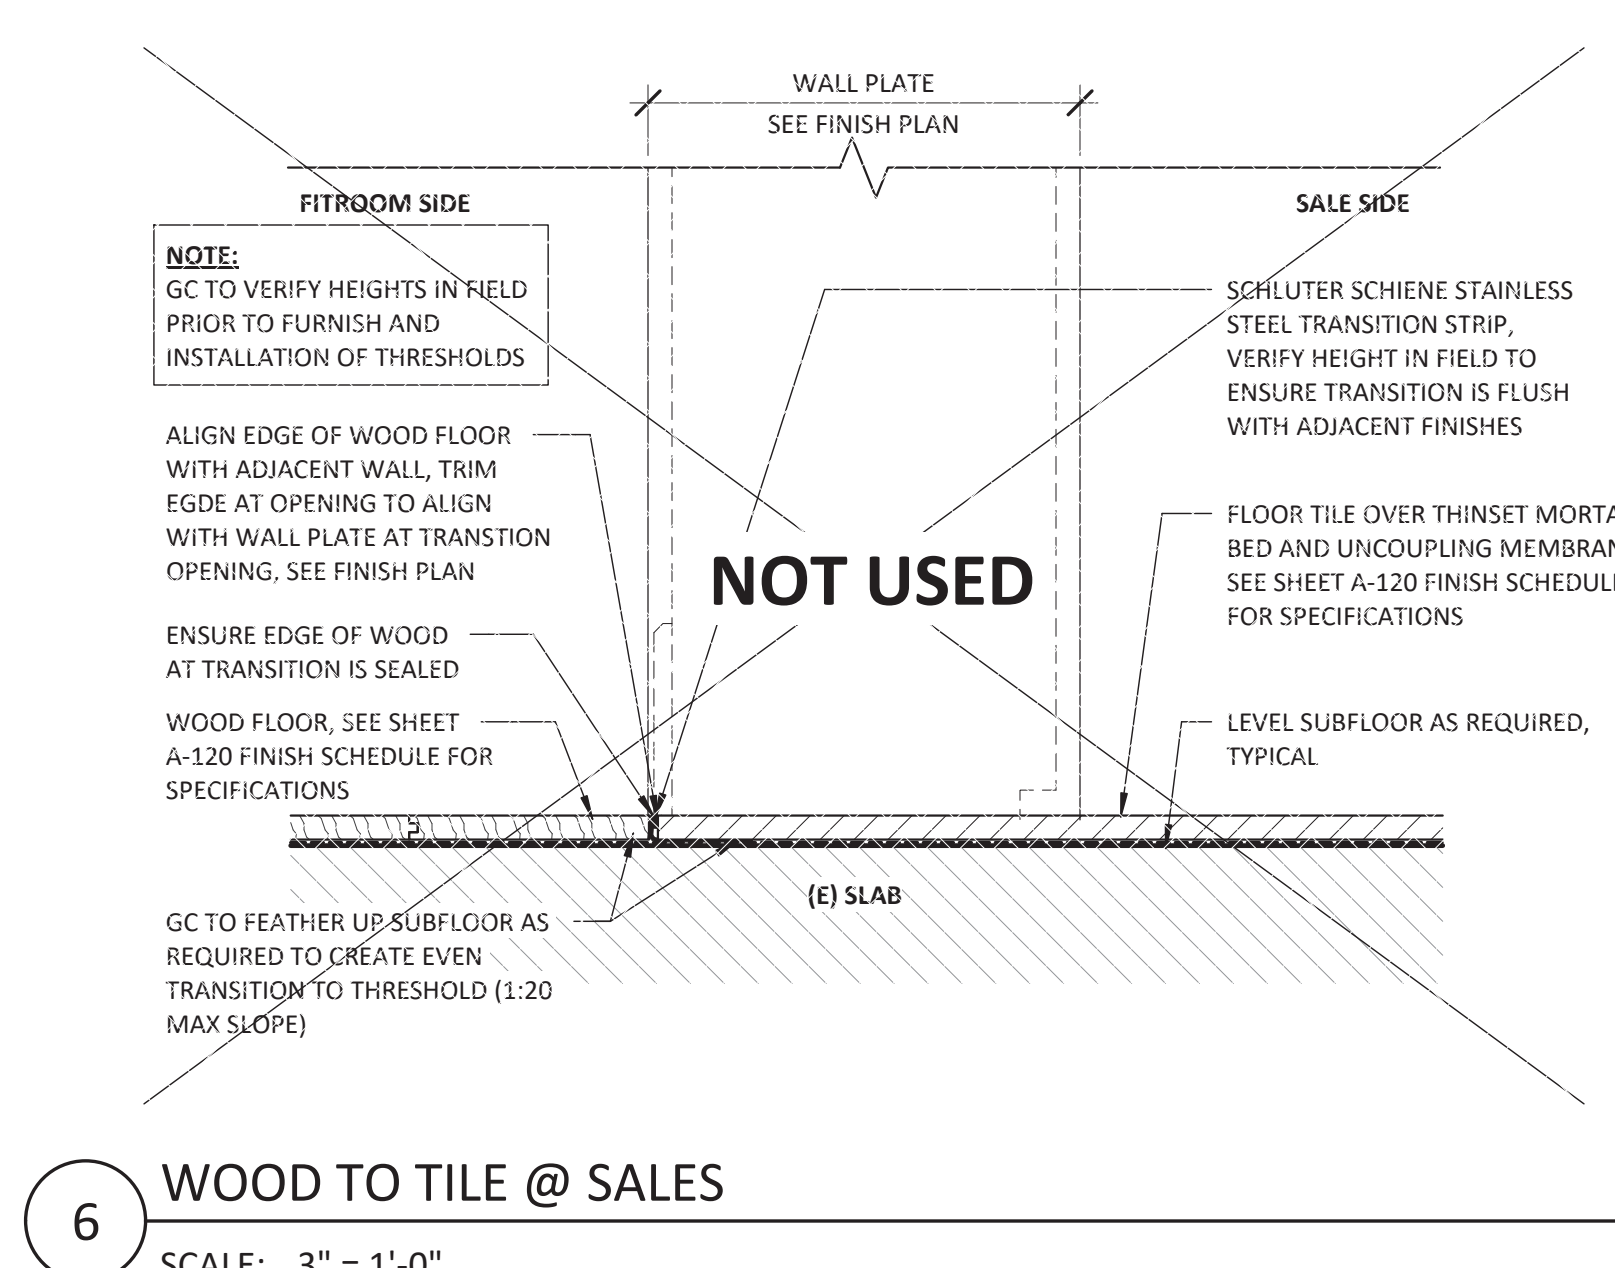 WALL PLATE
SEE FINISH PLAN
FITROOM SIDE
SALE SIDE
NOTE:
GC TO VERIFY HEIGHTS IN FIELD
PRIOR TO FURNISH AND
INSTALLATION OF THRESHOLDS
SCHLUTER SCHIENE STAINLESS
STEEL TRANSITION STRIP,
VERIFY HEIGHT IN FIELD TO
ENSURE TRANSITION IS FLUSH
WITH ADJACENT FINISHES
ALIGN EDGE OF WOOD FLOOR
WITH ADJACENT WALL, TRIM
EGDE AT OPENING TO ALIGN
WITH WALL PLATE AT TRANSTION
OPENING, SEE FINISH PLAN
FLOOR TILE OVER THINSET MORTA
BED AND UNCOUPLING MEMBRAN
SEE SHEET A-120 FINISH SCHEDULE
FOR SPECIFICATIONS
NOT USED
ENSURE EDGE OF WOOD
AT TRANSITION IS SEALED
WOOD FLOOR, SEE SHEET
A-120 FINISH SCHEDULE FOR
SPECIFICATIONS
LEVEL SUBFLOOR AS REQUIRED,
TYPICAL
(E) SLAB
GC TO FEATHER UP SUBFLOOR AS
REQUIRED TO CREATE EVEN
TRANSITION TO THRESHOLD (1:20
MAX SLOPE)
6
WOOD TO TILE @ SALES
SCALE: 3" = 1'-0"